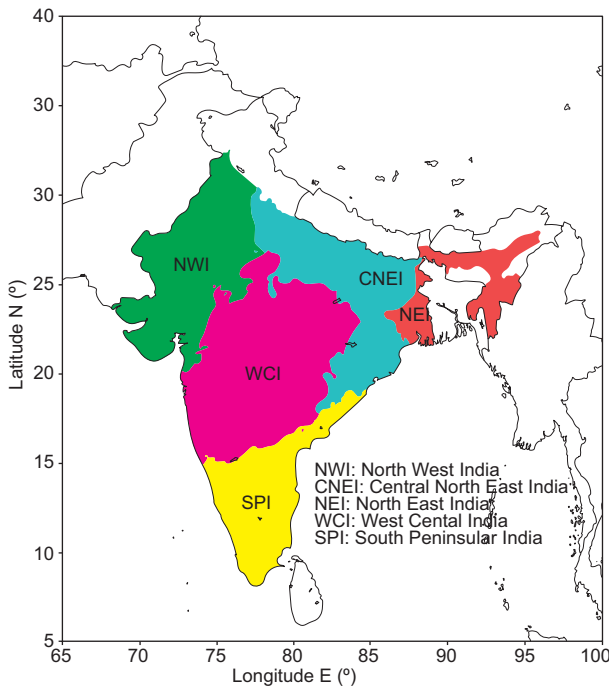 40
30
30
25
20
15
10
5
Latitude N (º)
NWI
CNEI
NEI
WCI
SPI
NWI: North West India
CNEI: Central North East India
NEI: North East India
WCI: West Cental India
SPI: South Peninsular India
65 70 75 80 85 90 95 100
Longitude E (º)